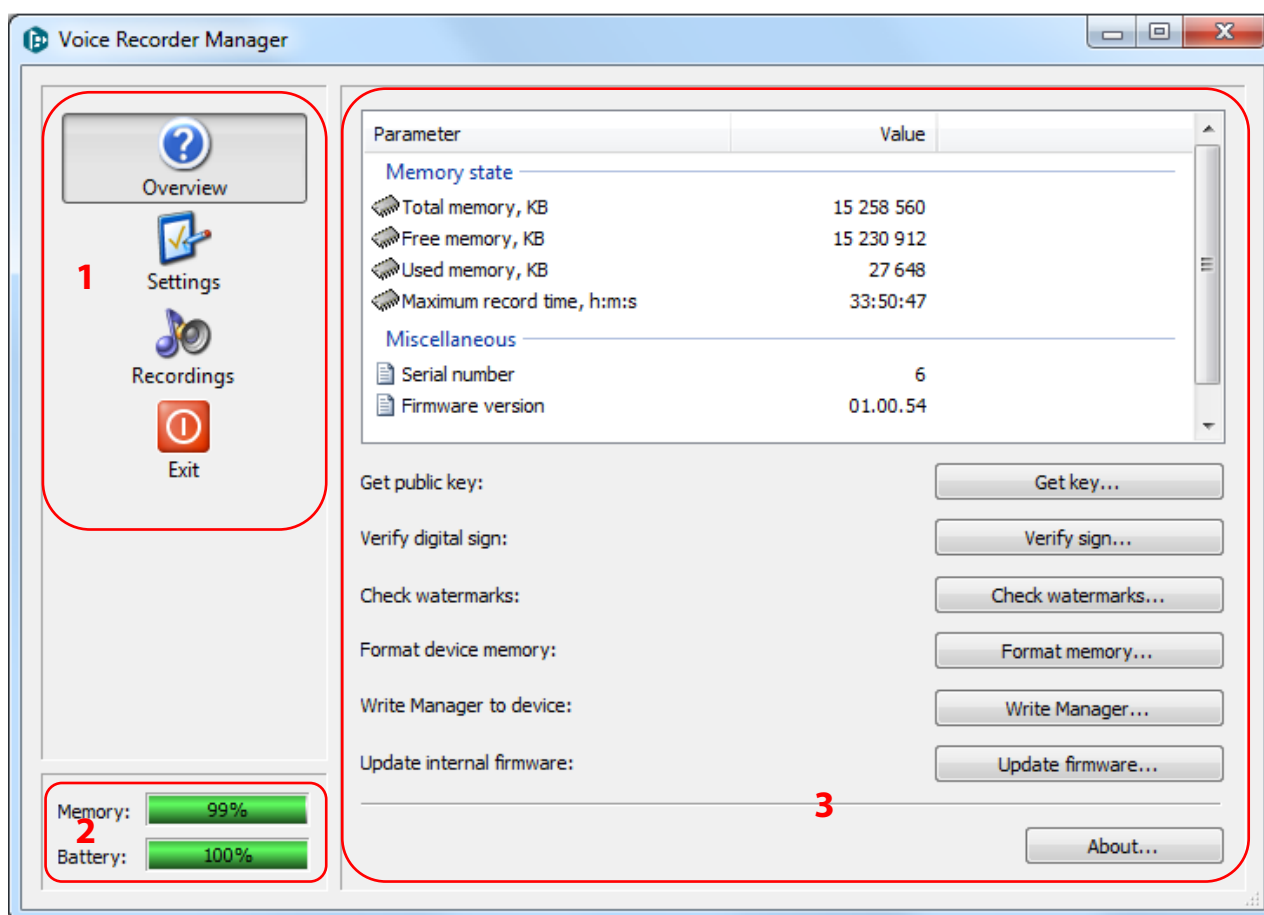 Voice Recorder Manager
1
Overview
Settings
Recordings
Exit
Memory: 99%
2
Battery: 100%
Parameter Value
Memory state
Total memory, KB 15 258 560
Free memory, KB 15 230 912
Used memory, KB 27 648
Maximum record time, h:m:s 33:50:47
Miscellaneous
Serial number 6
Firmware version 01.00.54
Get public key: Get key...
Verify digital sign: Verify sign...
Check watermarks: Check watermarks...
Format device memory: Format memory...
Write Manager to device: Write Manager...
Update internal firmware: Update firmware...
3
About...